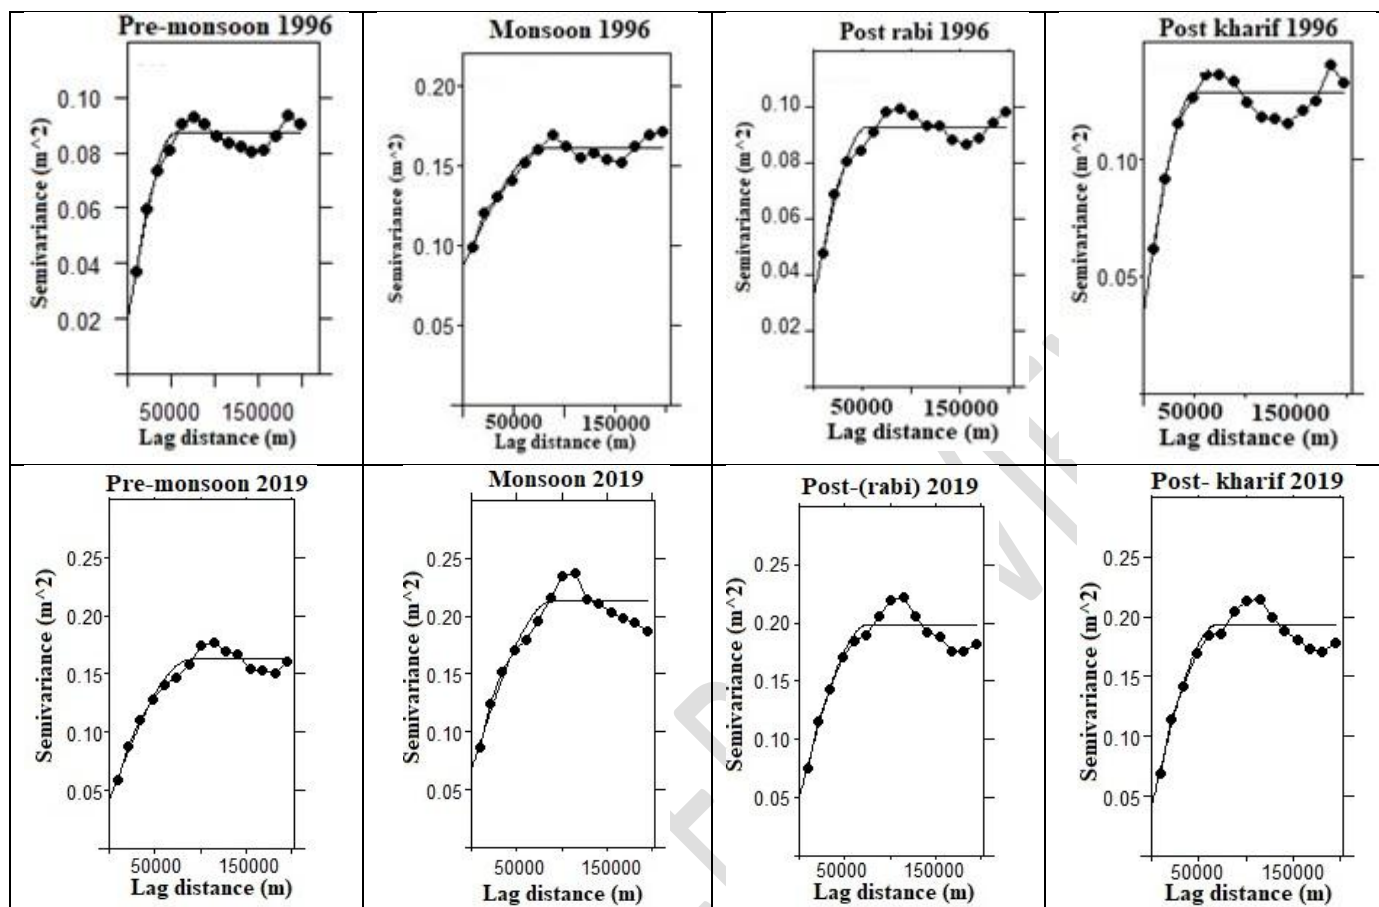 Pre-monsoon 1996
Semivariance (m^2)
0.10
0.08
0.06
0.04
0.02
50000 150000
Lag distance (m)
Monsoon 1996
Semivariance (m^2)
0.20
0.15
0.10
0.05
50000 150000
Lag distance (m)
Post rabi 1996
Semivariance (m^2)
0.10
0.08
0.06
0.04
0.02
50000 150000
Lag distance (m)
Post kharif 1996
Semivariance (m^2)
0.10
0.05
50000 150000
Lag distance (m)
Pre-monsoon 2019
Semivariance (m^2)
0.25
0.20
0.15
0.10
0.05
50000 150000
Lag distance (m)
Monsoon 2019
Semivariance (m^2)
0.25
0.20
0.15
0.10
0.05
50000 150000
Lag distance (m)
Post-(rabi) 2019
Semivariance (m^2)
0.25
0.20
0.15
0.10
0.05
50000 150000
Lag distance (m)
Post- kharif 2019
Semivariance (m^2)
0.25
0.20
0.15
0.10
0.05
50000 150000
Lag distance (m)